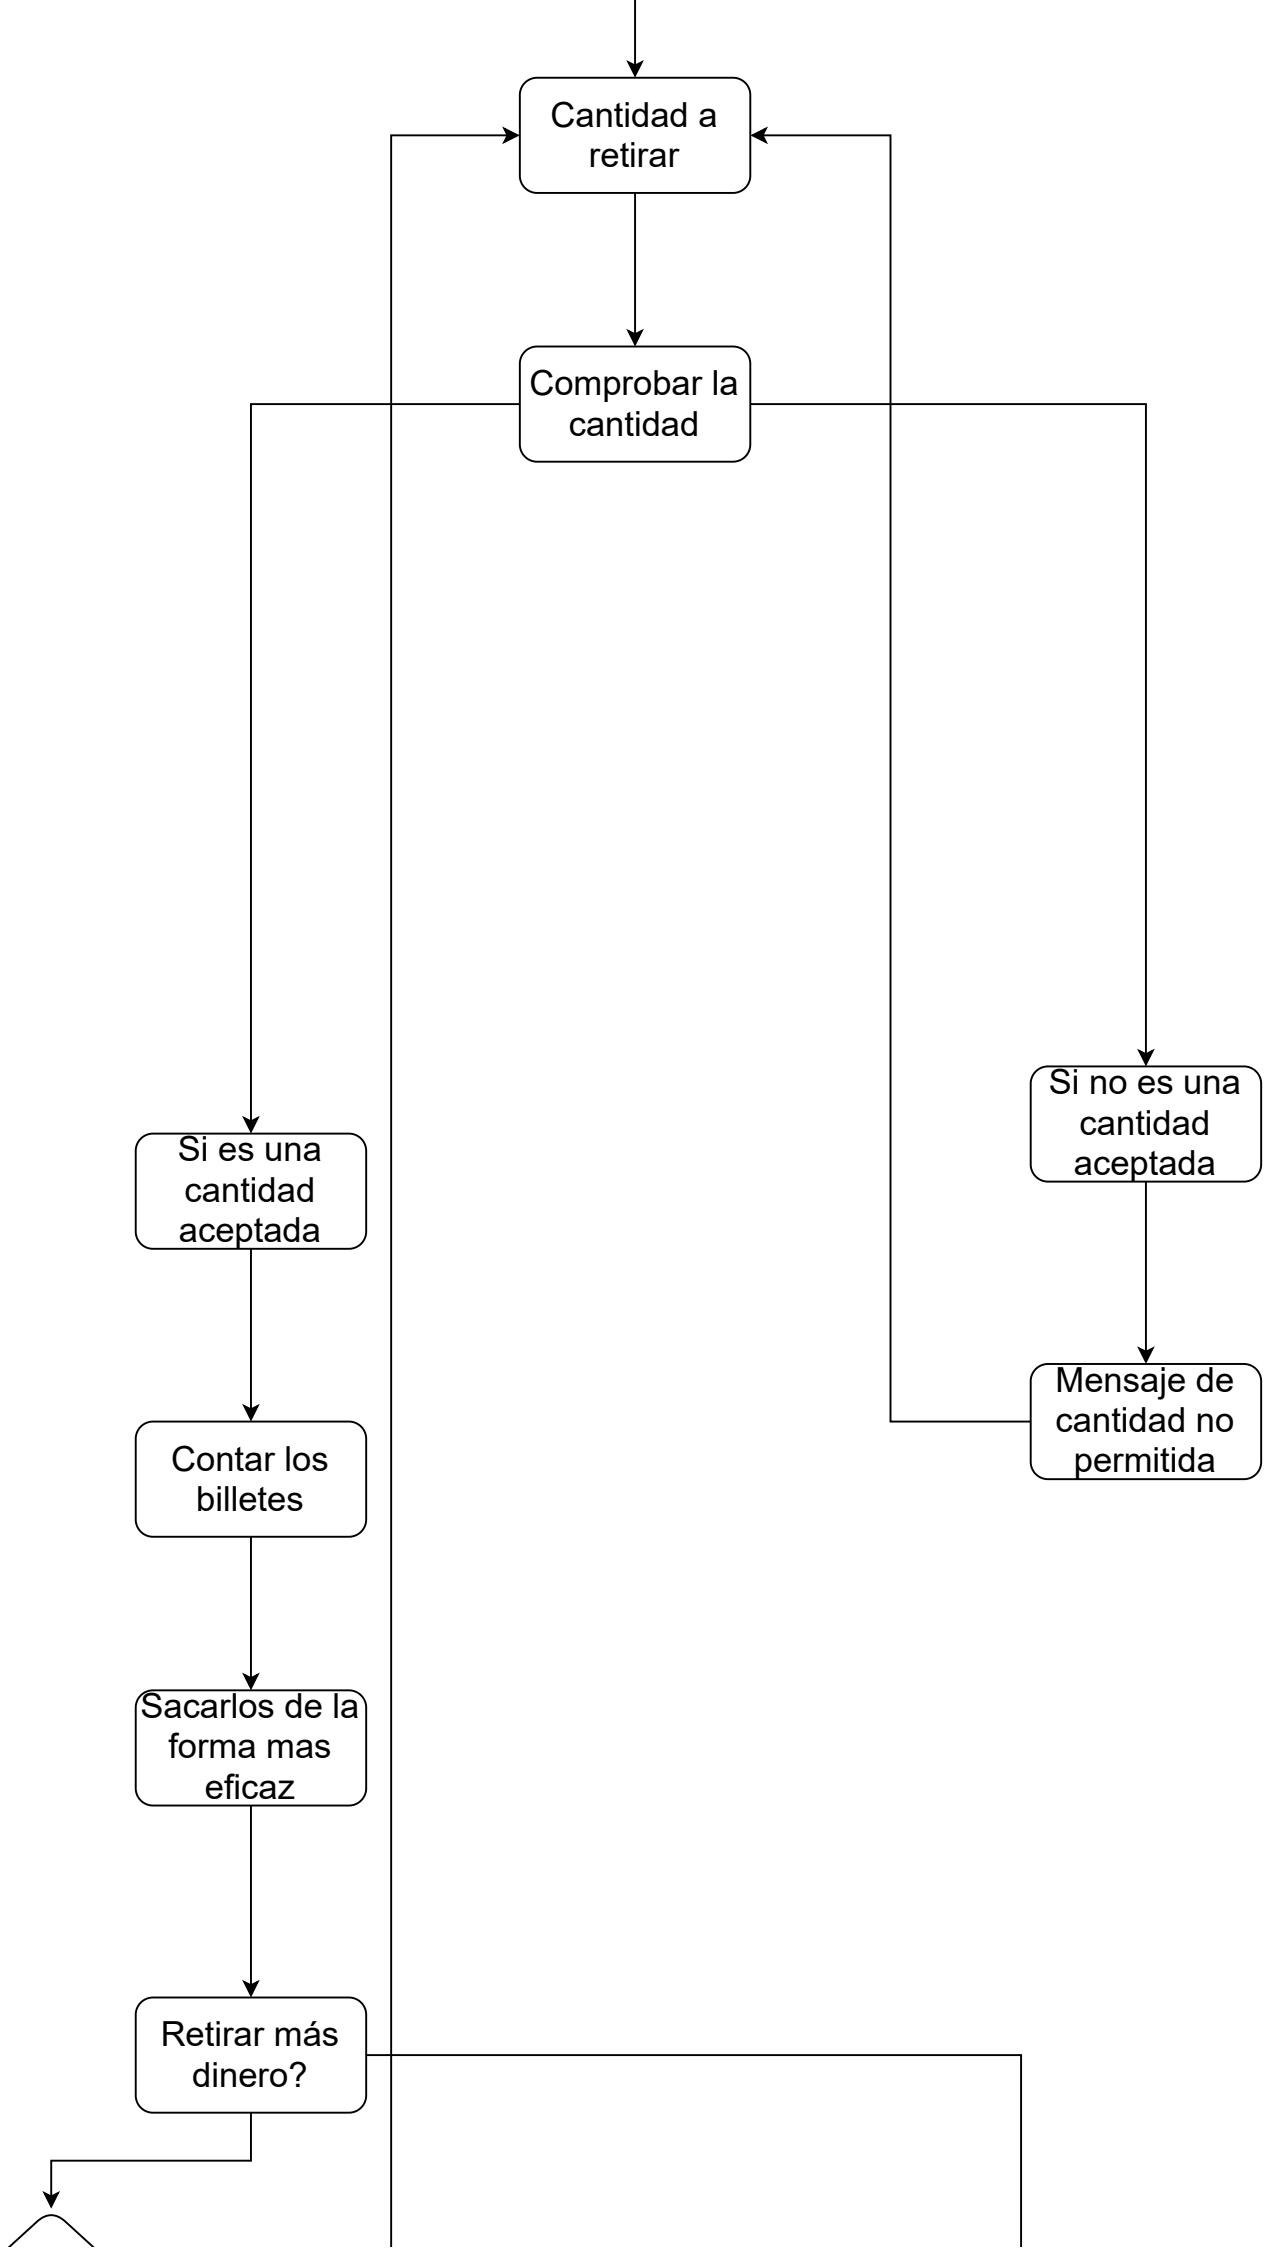 Cantidad a
retirar
Comprobar la
cantidad
Si no es una
cantidad
aceptada
Si es una
cantidad
aceptada
Mensaje de
cantidad no
permitida
Contar los
billetes
Sacarlos de la
forma mas
eficaz
Retirar más
dinero?